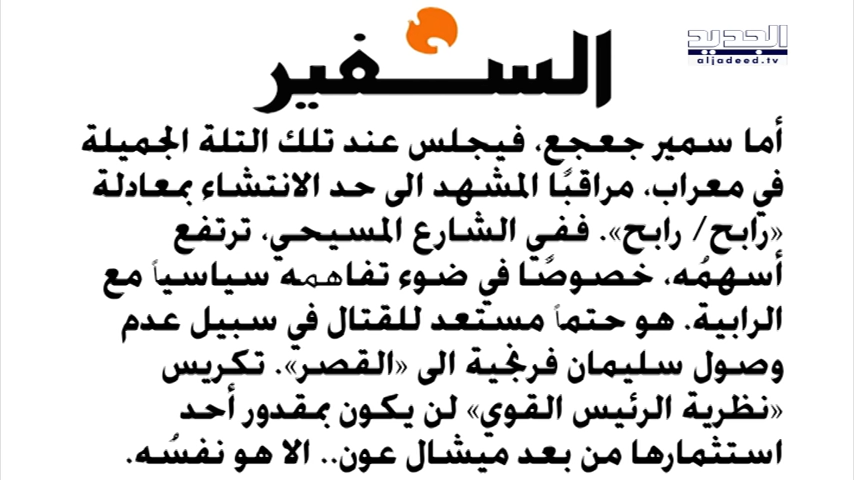 السفير
الجديد
aljadeed.tv
أما سمير جعجع، فيجلس عند تلك التلة الجميلة
في معراب، مراقبًا المشهد الى حد الانتشاء بمعادلة
«رابح/ رابح». ففي الشارع المسيحي، ترتفع
أسهمُه، خصوصًا في ضوء تفاهمه سياسياً مع
الرابية. هو حتماً مستعد للقتال في سبيل عدم
وصول سليمان فرنجية الى «القصر». تكريس
«نظرية الرئيس القوي» لن يكون بمقدور أحد
استثمارها من بعد ميشال عون.. الا هو نفسُه.